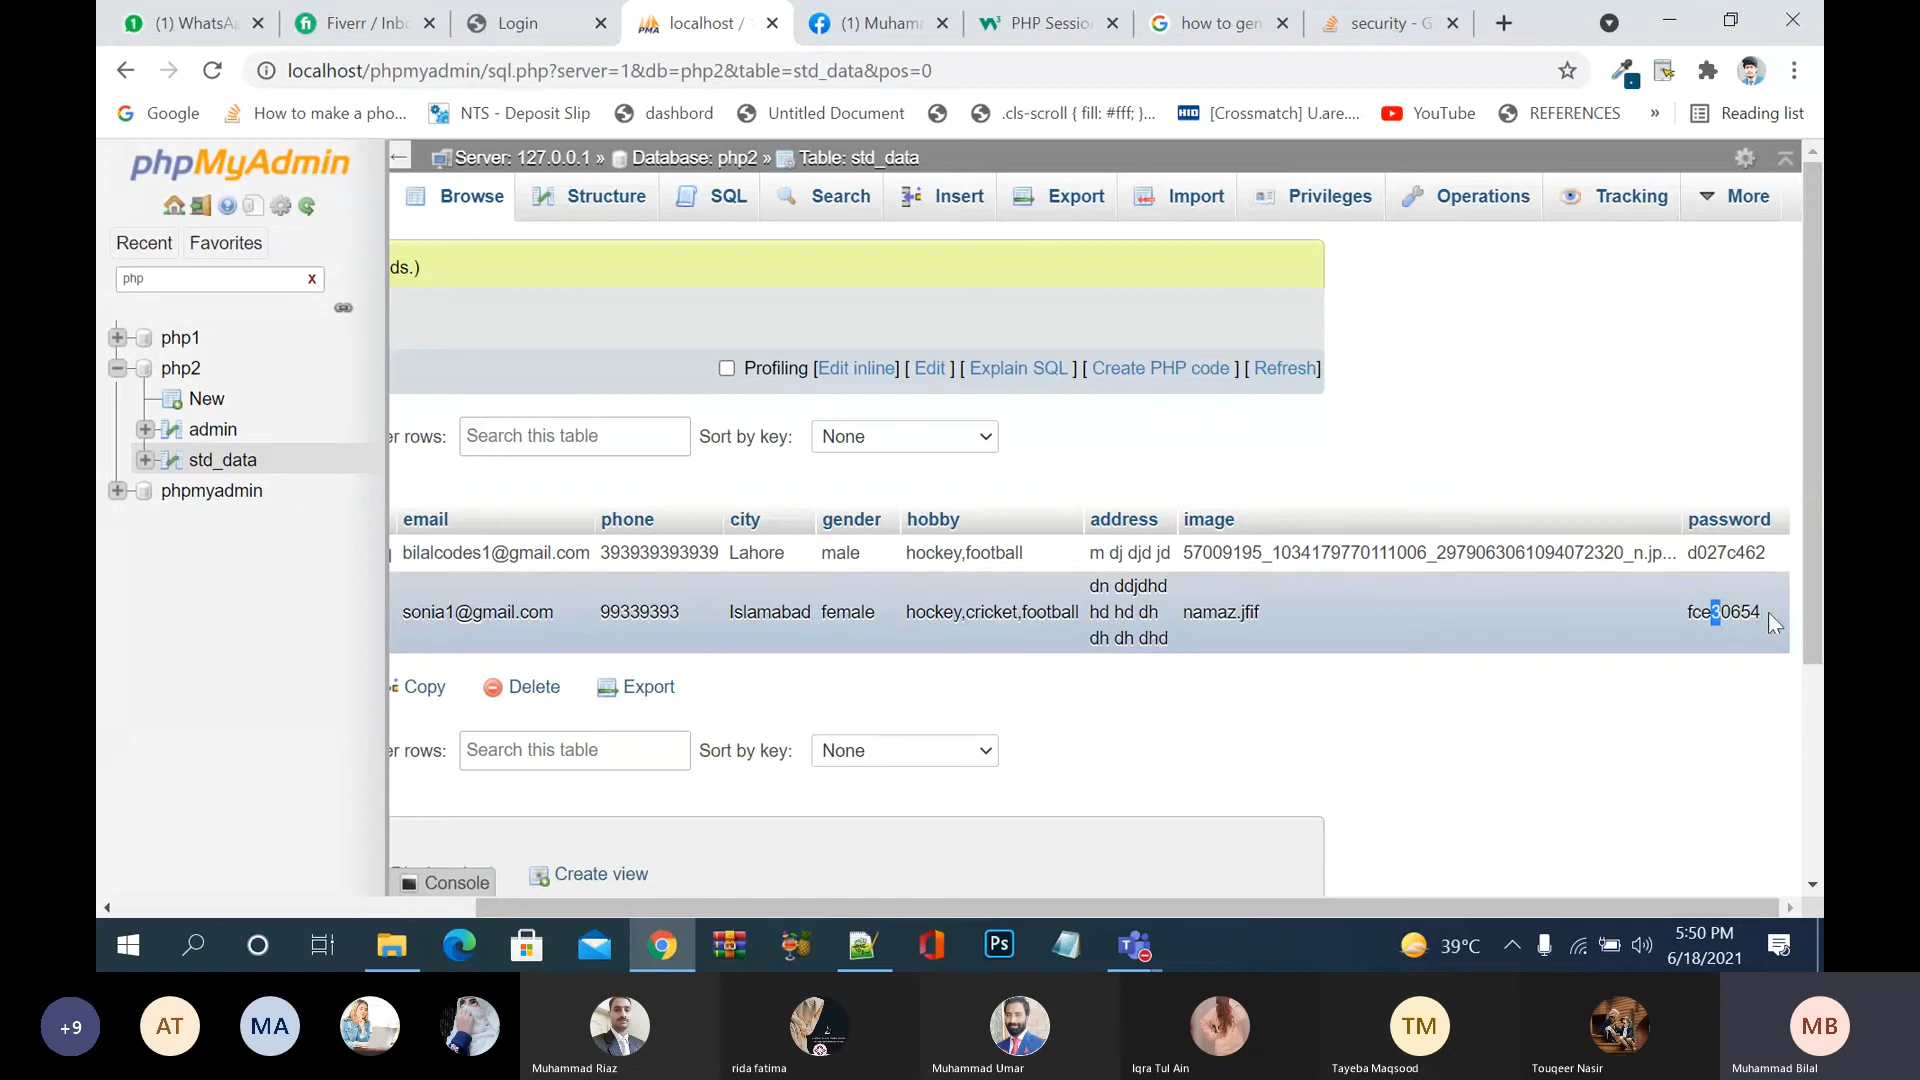 (1) WhatsA
Fiverr / Inbo
Login
localhost /
(1) Muhamm
PHP Sessio
how to gen
security - G
localhost/phpmyadmin/sql.php?server=1&db=php2&table=std_data&pos=0
Google
How to make a pho...
NTS - Deposit Slip
dashbord
Untitled Document
.cls-scroll { fill: #fff; }...
HID
[Crossmatch] U.are....
YouTube
REFERENCES
»
Reading list
phpMyAdmin
Recent
Favorites
php
X
php1
php2
New
admin
std_data
phpmyadmin
Server: 127.0.0.1 » Database: php2 » Table: std_data
Browse
Structure
SQL
Search
Insert
Export
Import
Privileges
Operations
Tracking
More
ds.)
Profiling [Edit inline] [ Edit ] [ Explain SQL ] [ Create PHP code ] [ Refresh]
er rows:
Search this table
Sort by key:
None
email phone city gender hobby address image password
bilalcodes1@gmail.com 393939393939 Lahore male hockey,football m dj djd jd 57009195_1034179770111006_2979063061094072320_n.jp... d027c462
dn ddjdhd
sonia1@gmail.com 99339393 Islamabad female hockey,cricket,football hd hd dh namaz.jfif fce30654
dh dh dhd
Copy
Delete
Export
er rows:
Search this table
Sort by key:
None
Create view
Console
Ps
39°C
5:50 PM
6/18/2021
+9
AT
MA
TM
MB
Muhammad Riaz
rida fatima
Muhammad Umar
Iqra Tul Ain
Tayeba Maqsood
Touqeer Nasir
Muhammad Bilal